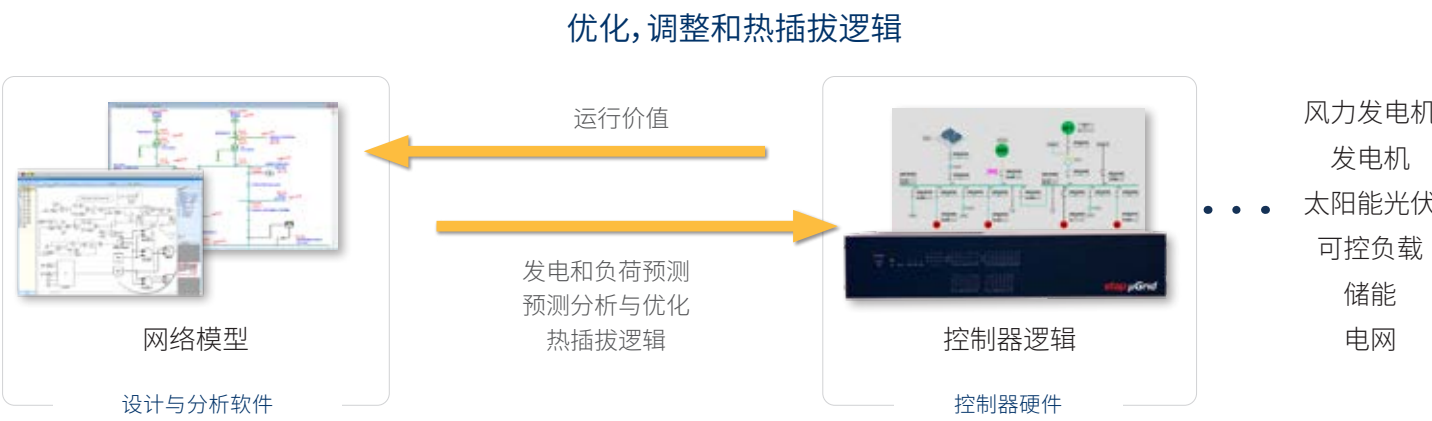 优化，调整和热插拔逻辑
运行价值
发电和负荷预测
预测分析与优化
热插拔逻辑
网络模型
设计与分析软件
etap μGrid
控制器逻辑
控制器硬件
风力发电机
发电机
太阳能光伏
可控负载
储能
电网